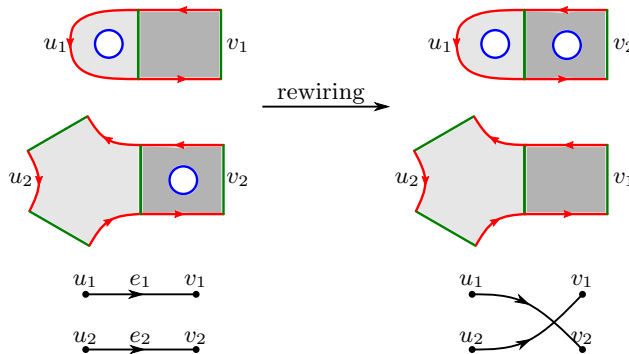 u₁ v₁ u₁ v₂
rewiring
u₂ v₂ u₂ v₁
u₁ e₁ v₁ u₁ v₁
u₂ e₂ v₂ u₂ v₂